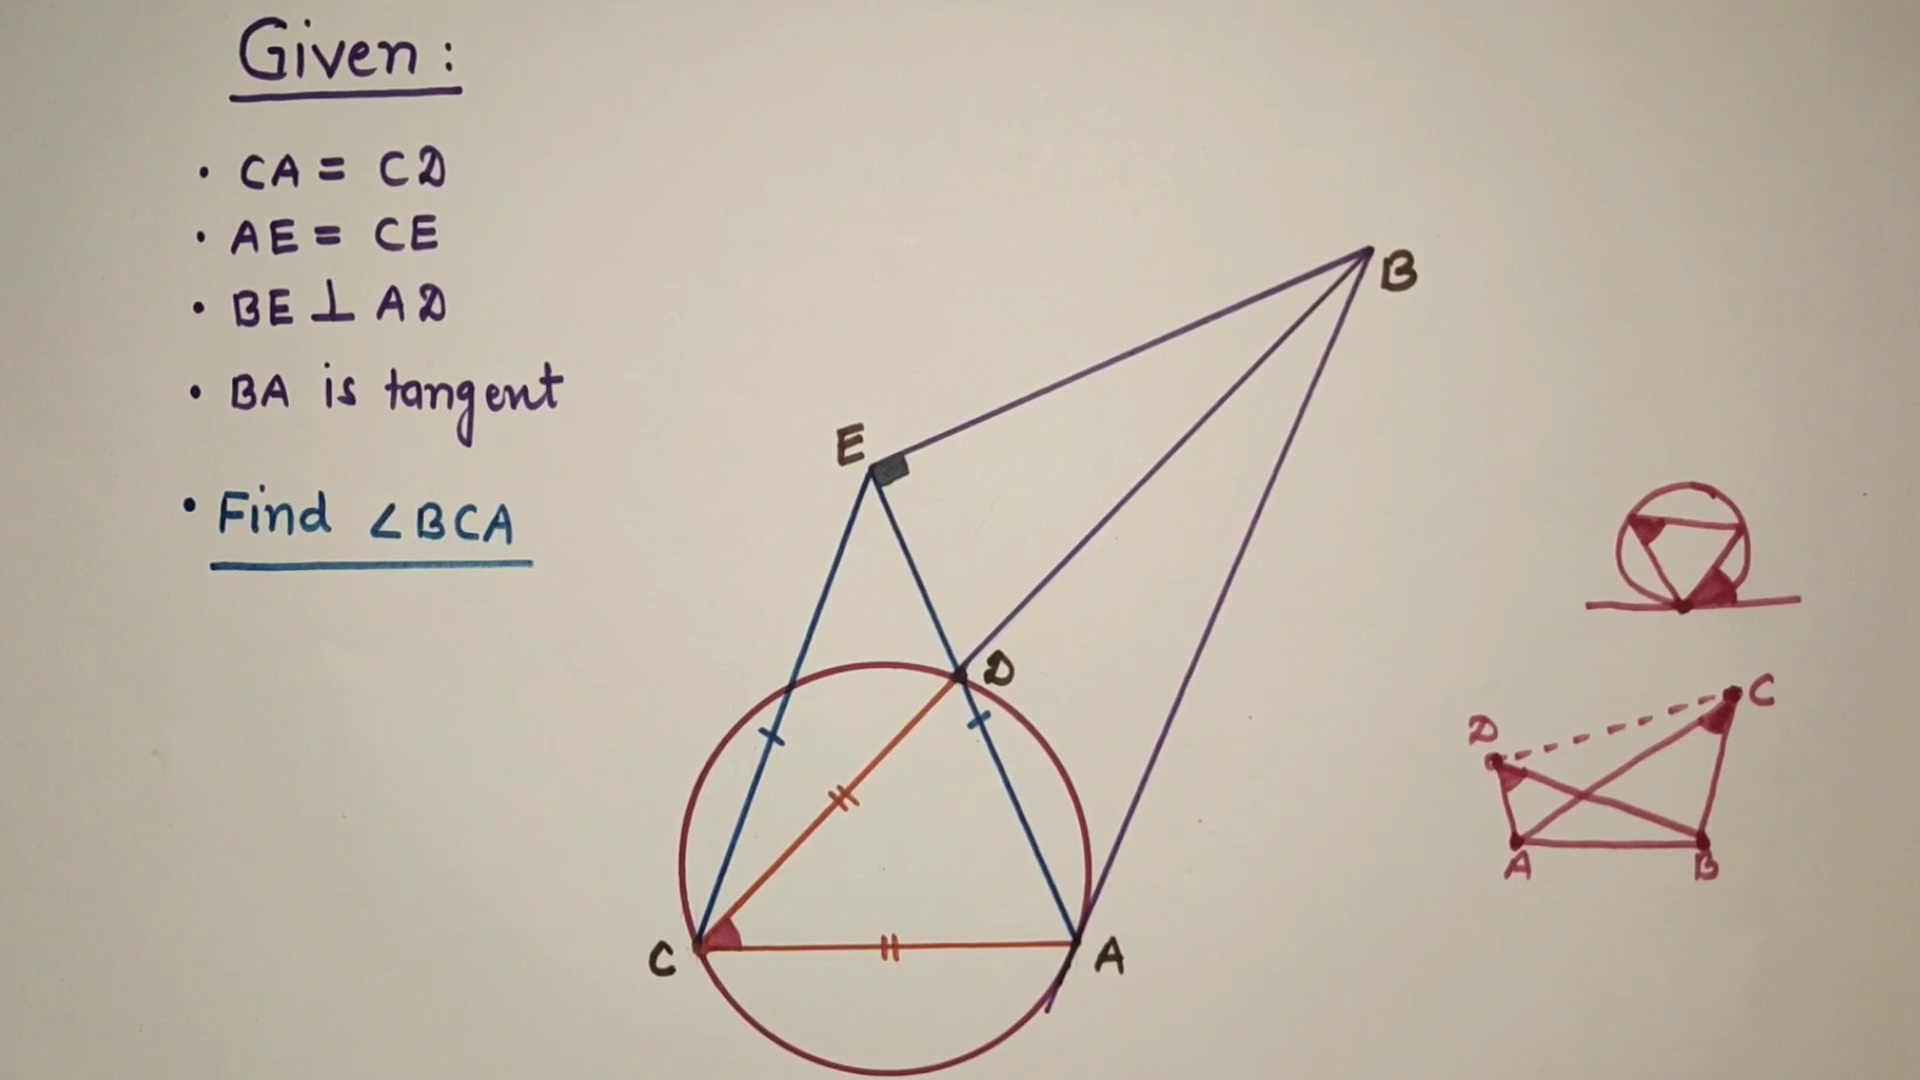 Given:
• CA = CD
• AE = CE
• BE ⊥ AD
• BA is tangent
• Find ∠BCA
B
E
D
C
A
C
D
A
B